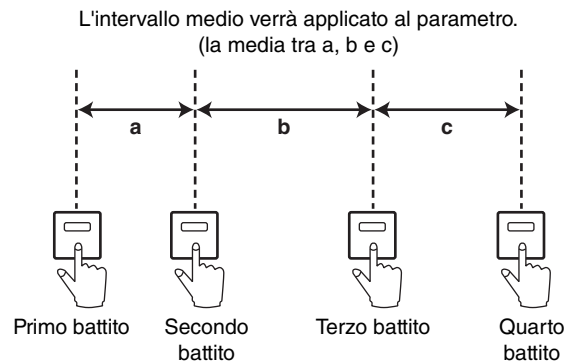 L'intervallo medio verrà applicato al parametro.
(la media tra a, b e c)
a b c
Primo battito Secondo battito Terzo battito Quarto battito